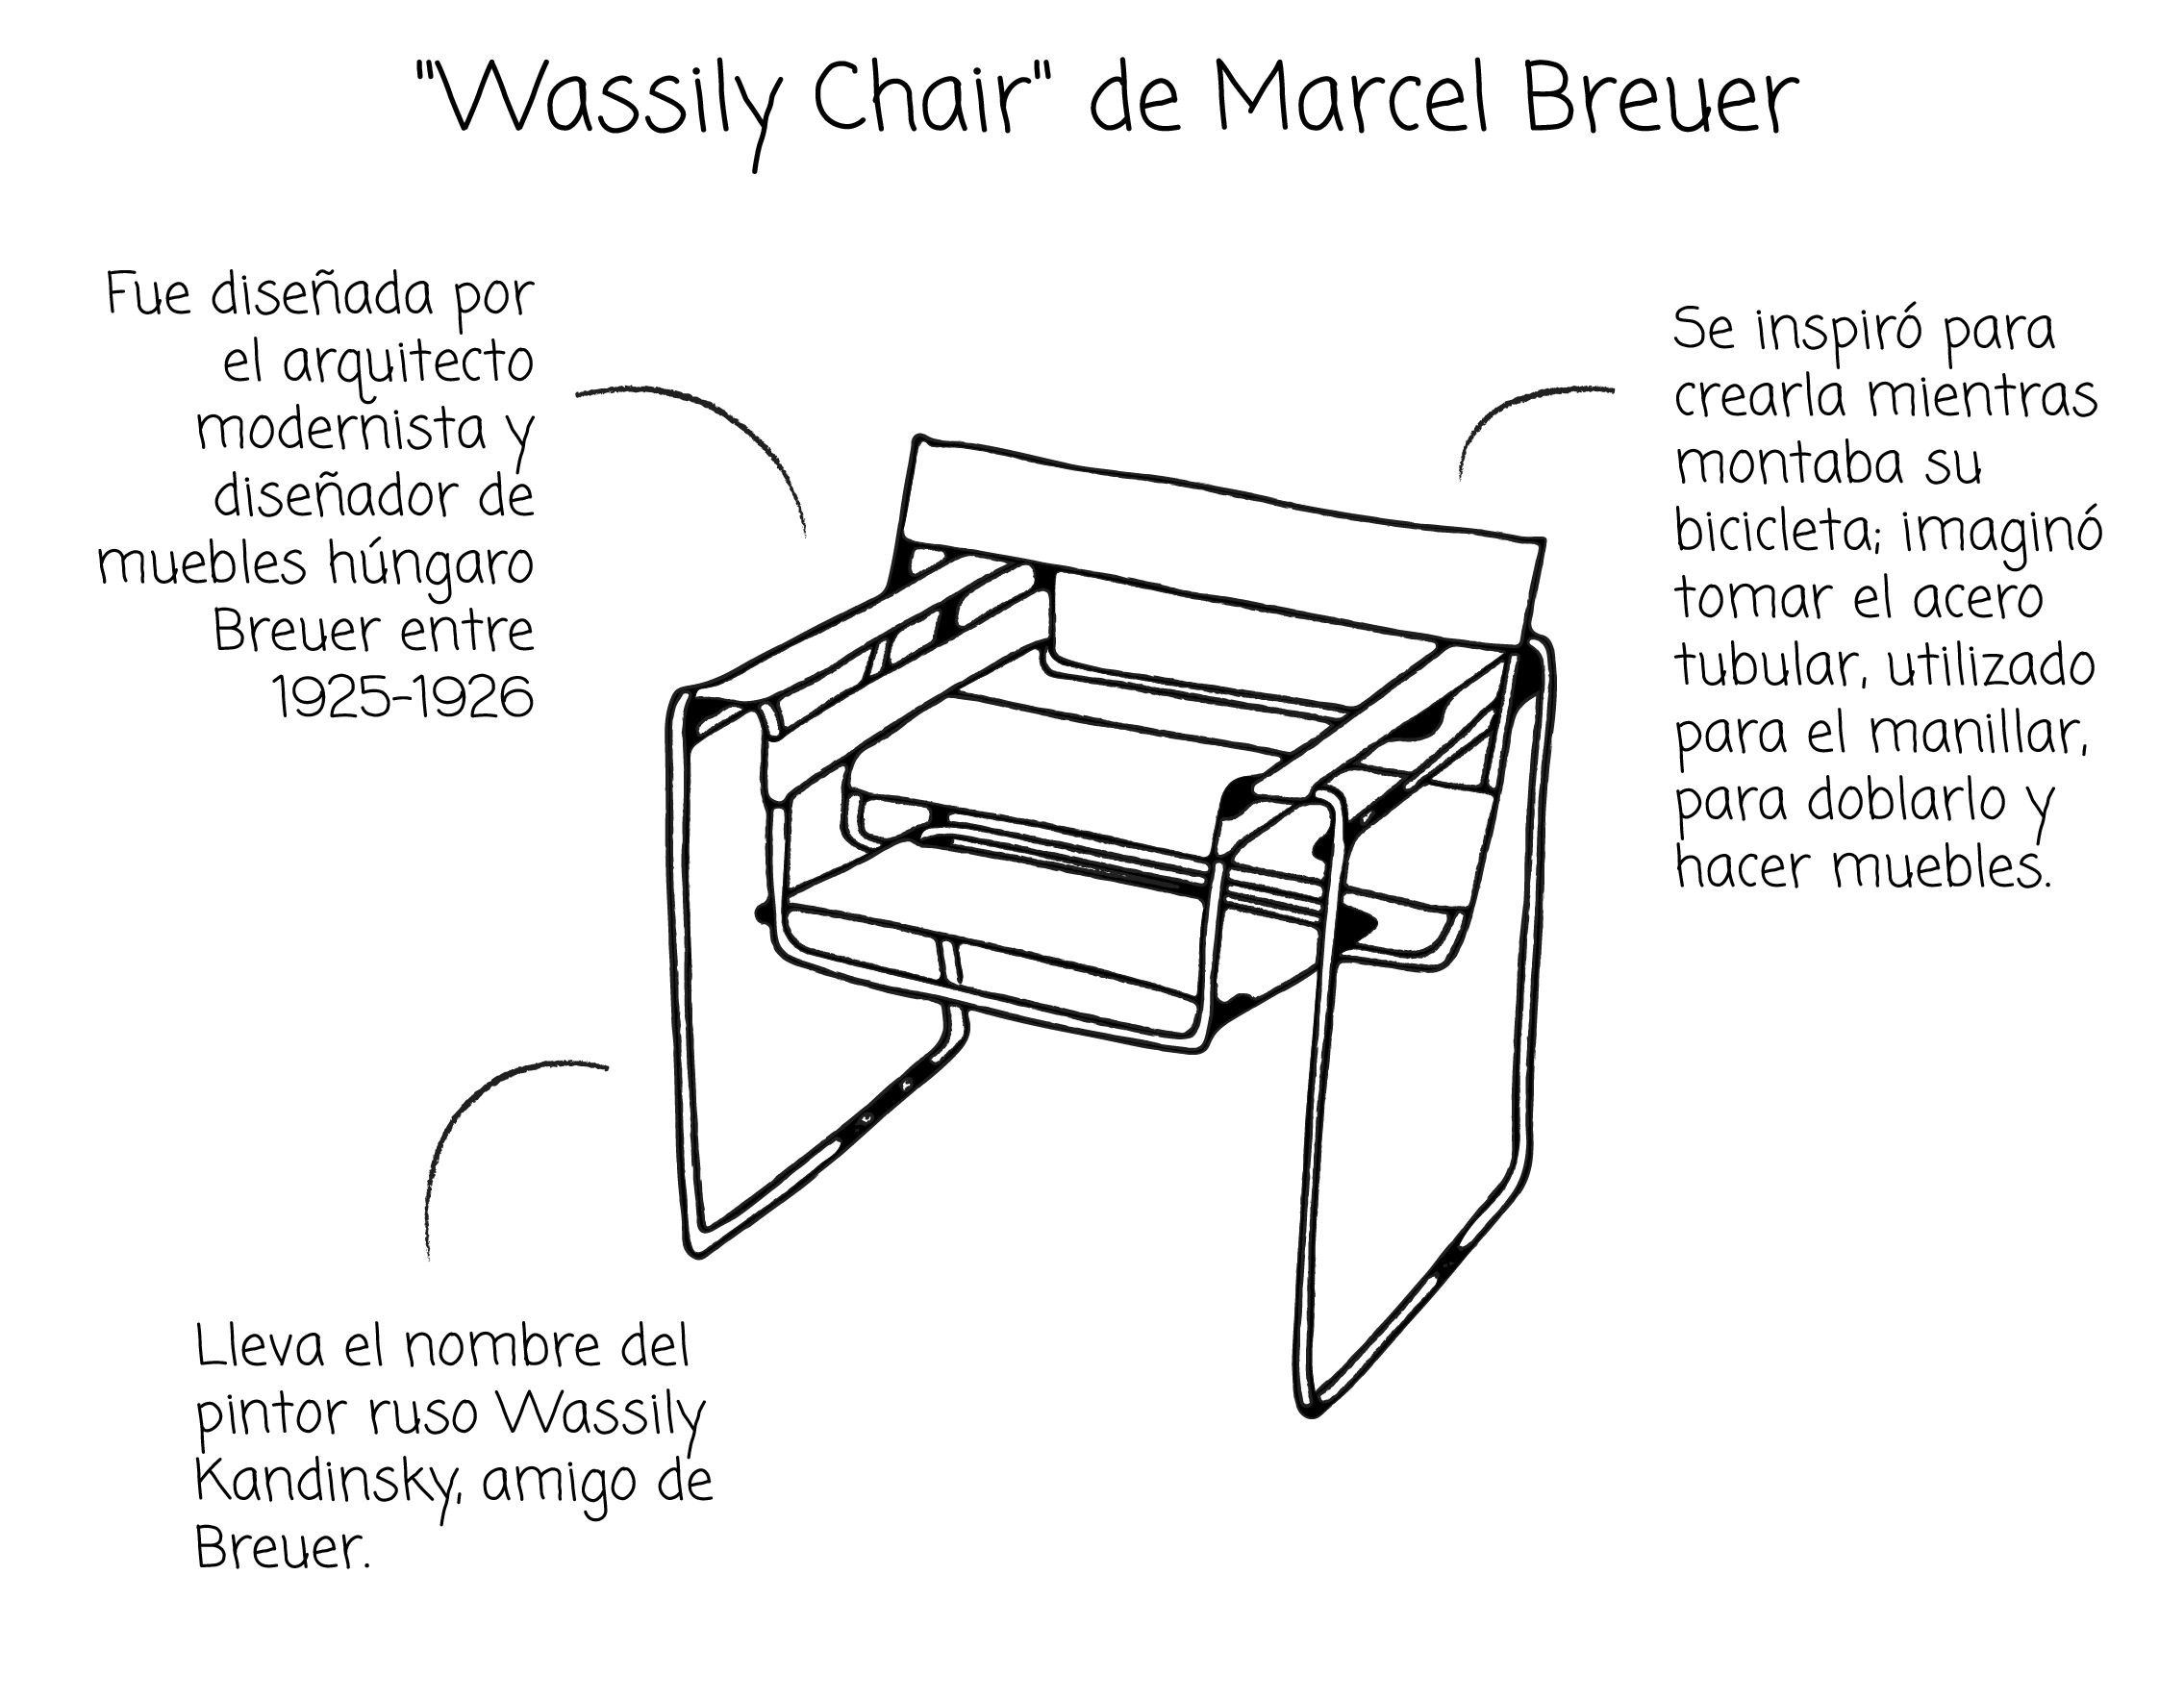 "Wassily Chair" de Marcel Breuer
Fue diseñada por
el arquitecto
modernista y
diseñador de
muebles húngaro
Breuer entre
1925-1926
Se inspiró para
crearla mientras
montaba su
bicicleta; imaginó
tomar el acero
tubular, utilizado
para el manillar,
para doblarlo y
hacer muebles.
Lleva el nombre del
pintor ruso Wassily
Kandinsky, amigo de
Breuer.